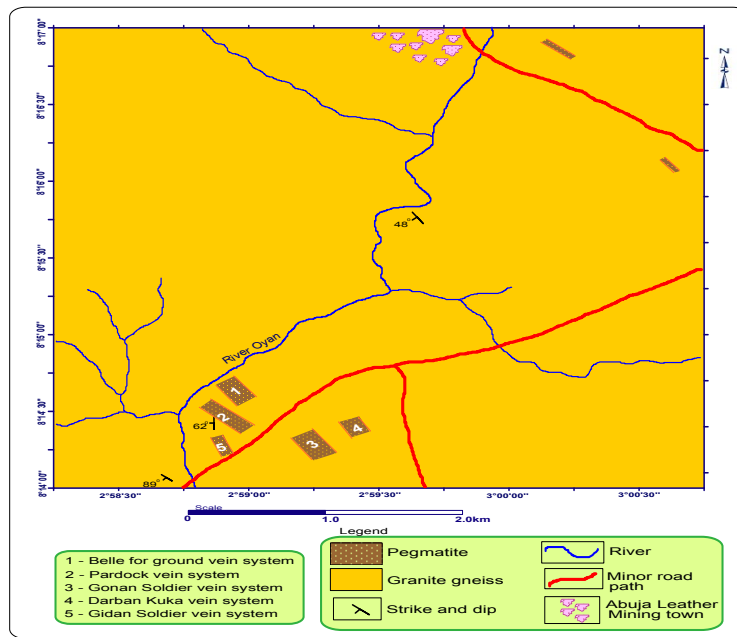 8°17'00"
8°16'30"
8°16'00"
8°15'30"
8°15'00"
8°14'30"
8°14'00"
Z
48°
River Oyan
1
2
62°
5
3
4
89°
2°58'30" 2°59'00" 2°59'30" 3°00'00" 3°00'30"
Scale
0 1.0 2.0km
Legend
1 - Belle for ground vein system
2 - Pardock vein system
3 - Gonan Soldier vein system
4 - Darban Kuka vein system
5 - Gidan Soldier vein system
Pegmatite
Granite gneiss
Strike and dip
River
Minor road
path
Abuja Leather
Mining town